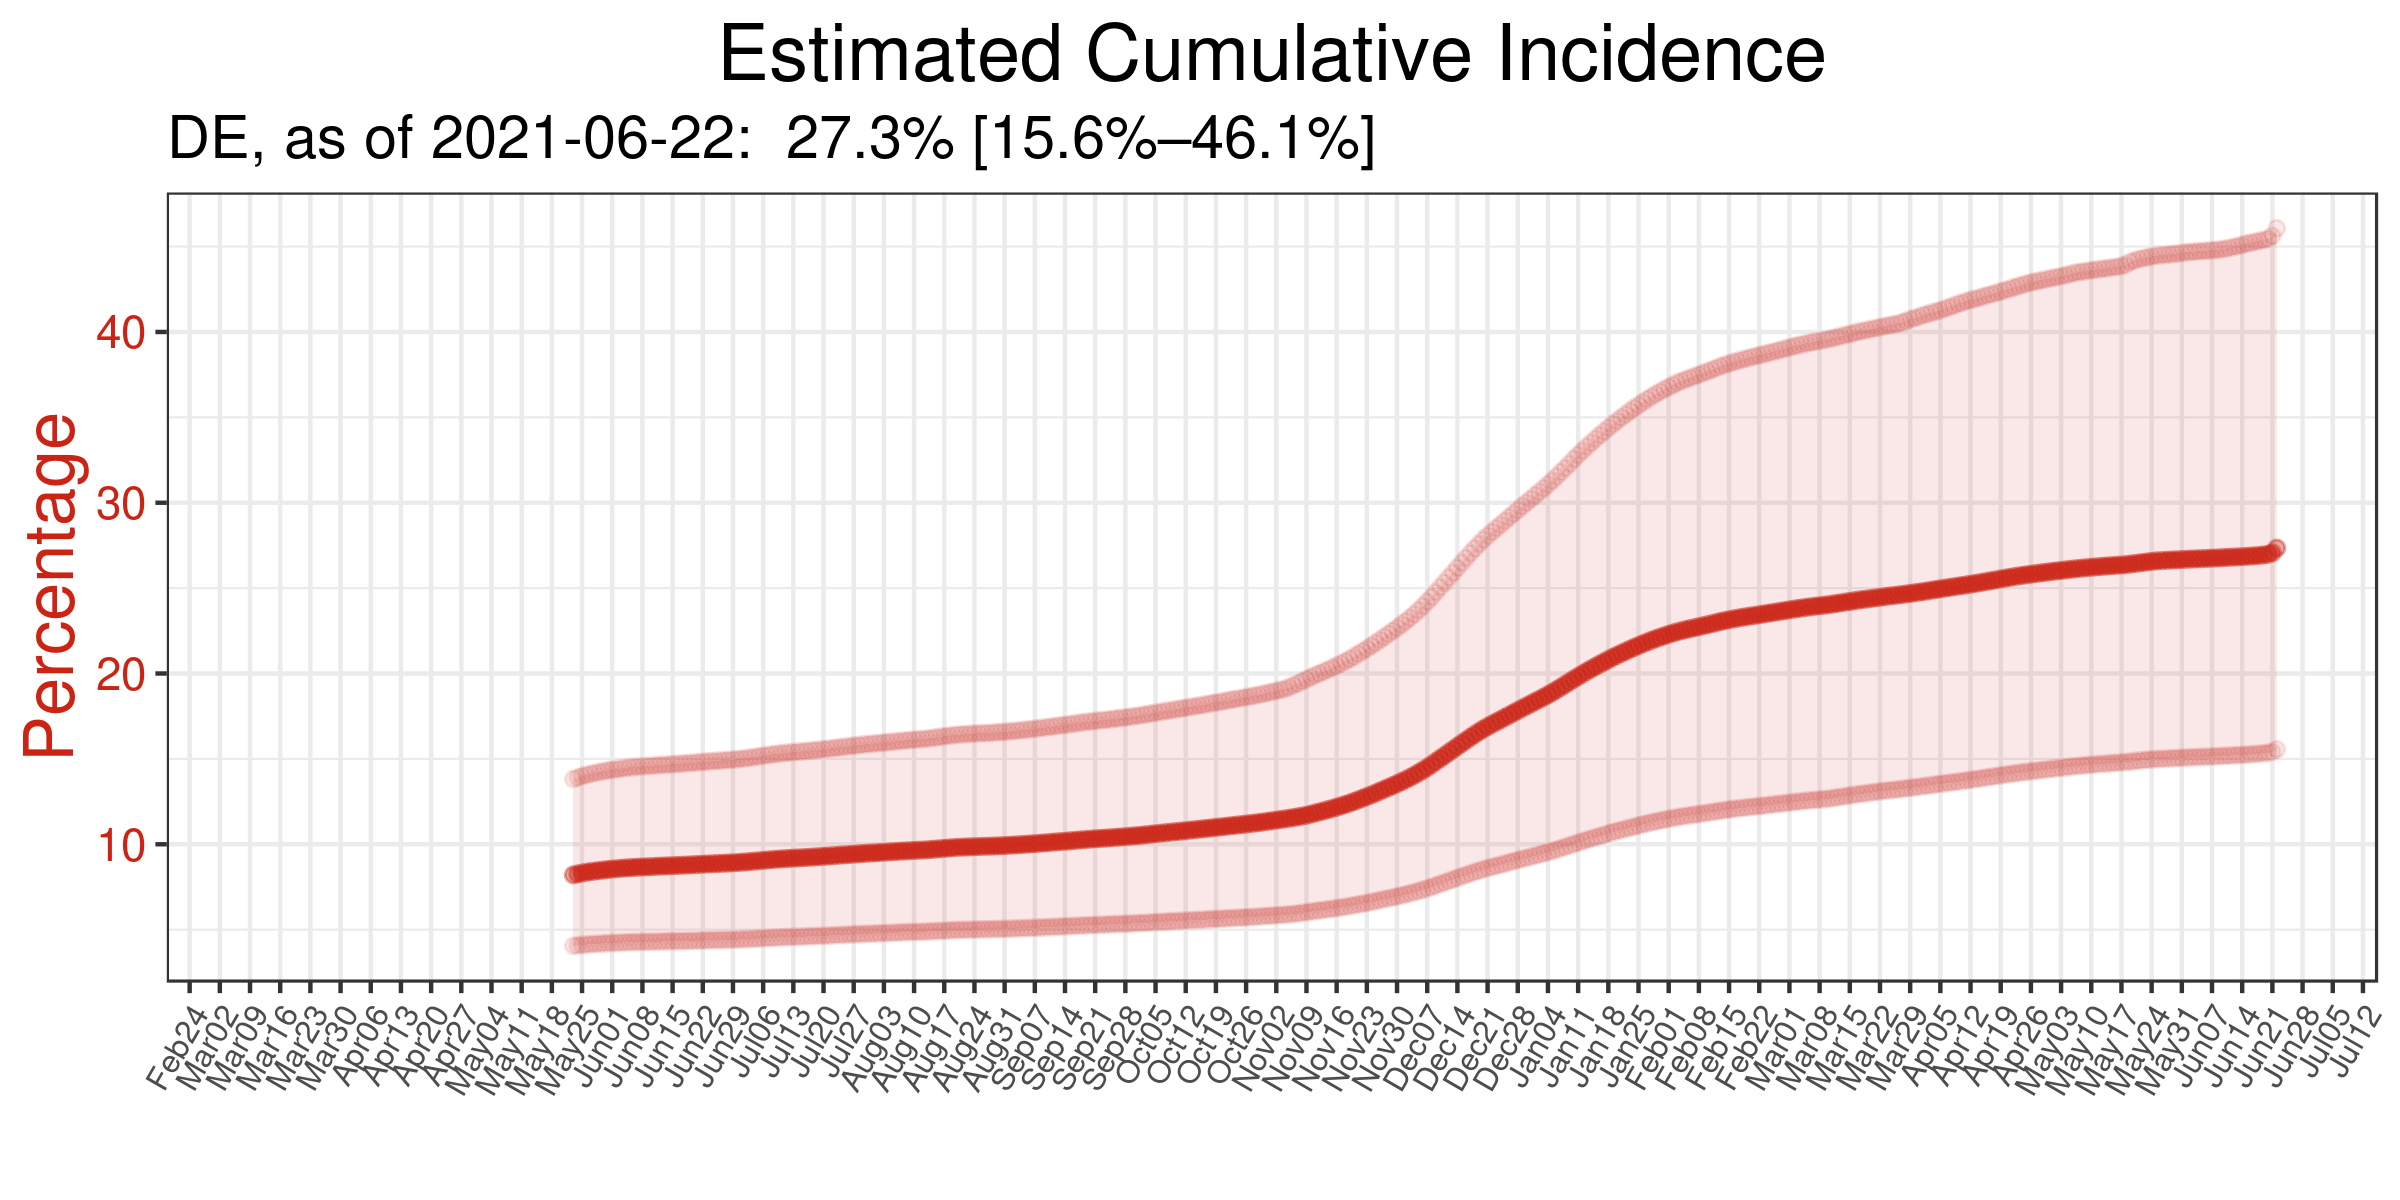 Estimated Cumulative Incidence
DE, as of 2021-06-22: 27.3% [15.6%–46.1%]
Percentage
40
30
20
10
Feb24
Mar02
Mar09
Mar16
Mar23
Mar30
Apr06
Apr13
Apr20
Apr27
May04
May11
May18
May25
Jun01
Jun08
Jun15
Jun22
Jun29
Jul06
Jul13
Jul20
Jul27
Aug03
Aug10
Aug17
Aug24
Aug31
Sep07
Sep14
Sep21
Sep28
Oct05
Oct12
Oct19
Oct26
Nov02
Nov09
Nov16
Nov23
Nov30
Dec07
Dec14
Dec21
Dec28
Jan04
Jan11
Jan18
Jan25
Feb01
Feb08
Feb15
Feb22
Mar01
Mar08
Mar15
Mar22
Mar29
Apr05
Apr12
Apr19
Apr26
May03
May10
May17
May24
May31
Jun07
Jun14
Jun21
Jun28
Jul05
Jul12